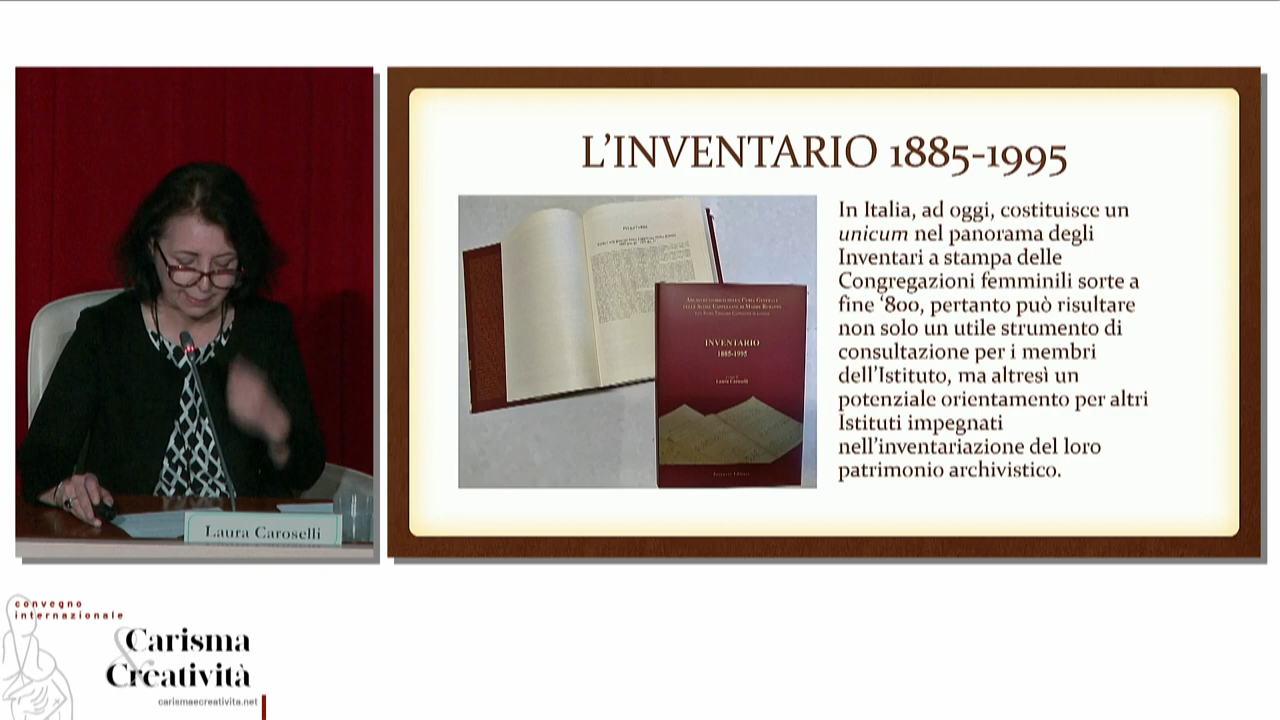 L'INVENTARIO 1885-1995
In Italia, ad oggi, costituisce un
unicum nel panorama degli
Inventari a stampa delle
Congregazioni femminili sorte a
fine '800, pertanto può risultare
non solo un utile strumento di
consultazione per i membri
dell'Istituto, ma altresì un
potenziale orientamento per altri
Istituti impegnati
nell'inventariazione del loro
patrimonio archivistico.
INVENTARIO
1885-1995
Laura Caroselli
Laura Caroselli
convegno
internazionale
Carisma
&
Creatività
carismaecreativita.net